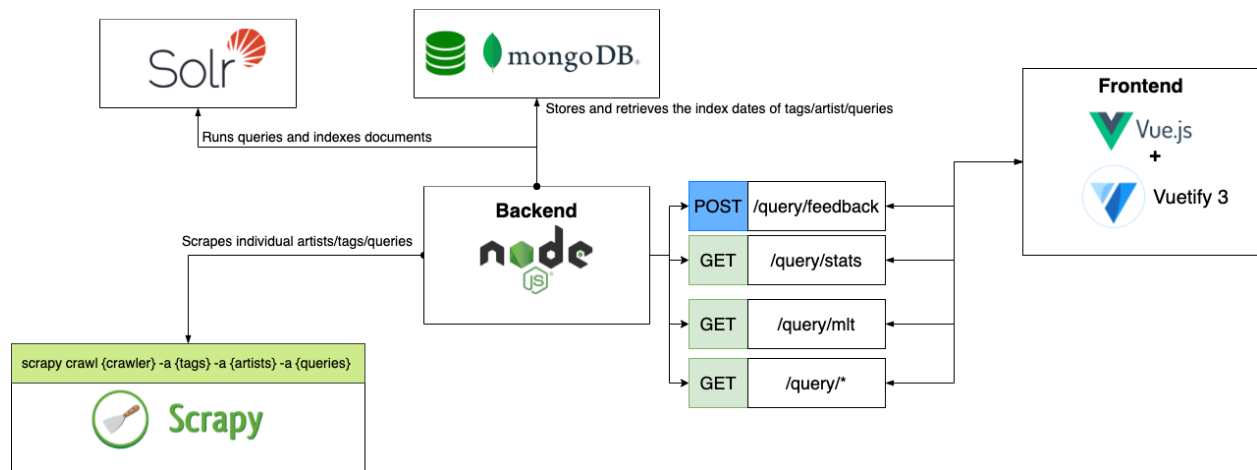 Solr
mongoDB®
Stores and retrieves the index dates of tags/artist/queries
Runs queries and indexes documents
Frontend
Vue.js
+
Vuetify 3
Backend
node
JS®
POST /query/feedback
GET /query/stats
GET /query/mlt
GET /query/*
Scrapes individual artists/tags/queries
scrapy crawl {crawler} -a {tags} -a {artists} -a {queries}
Scrapy